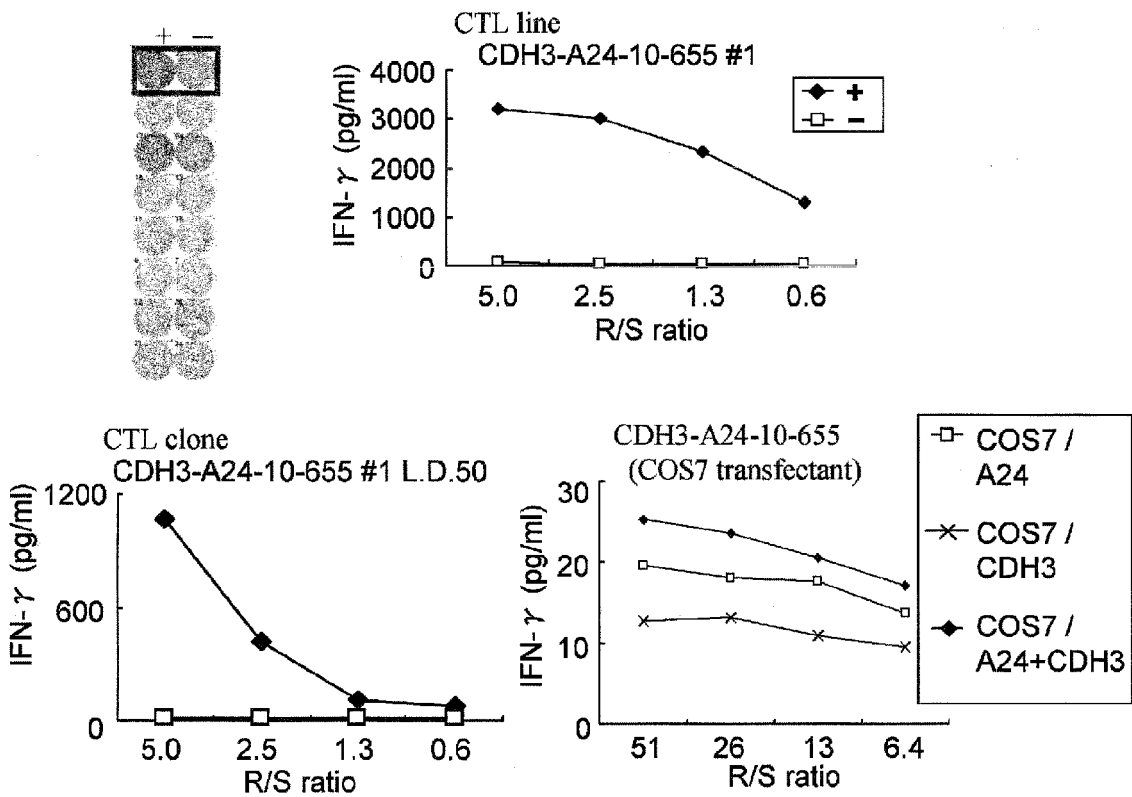 + −
CTL line
CDH3-A24-10-655 #1
IFN-γ (pg/ml)
4000
3000
2000
1000
0
+
−
5.0 2.5 1.3 0.6
R/S ratio
CTL clone
CDH3-A24-10-655 #1 L.D.50
IFN-γ (pg/ml)
1200
600
0
5.0 2.5 1.3 0.6
R/S ratio
CDH3-A24-10-655
(COS7 transfectant)
IFN-γ (pg/ml)
30
20
10
0
51 26 13 6.4
R/S ratio
COS7 /
A24
COS7 /
CDH3
COS7 /
A24+CDH3